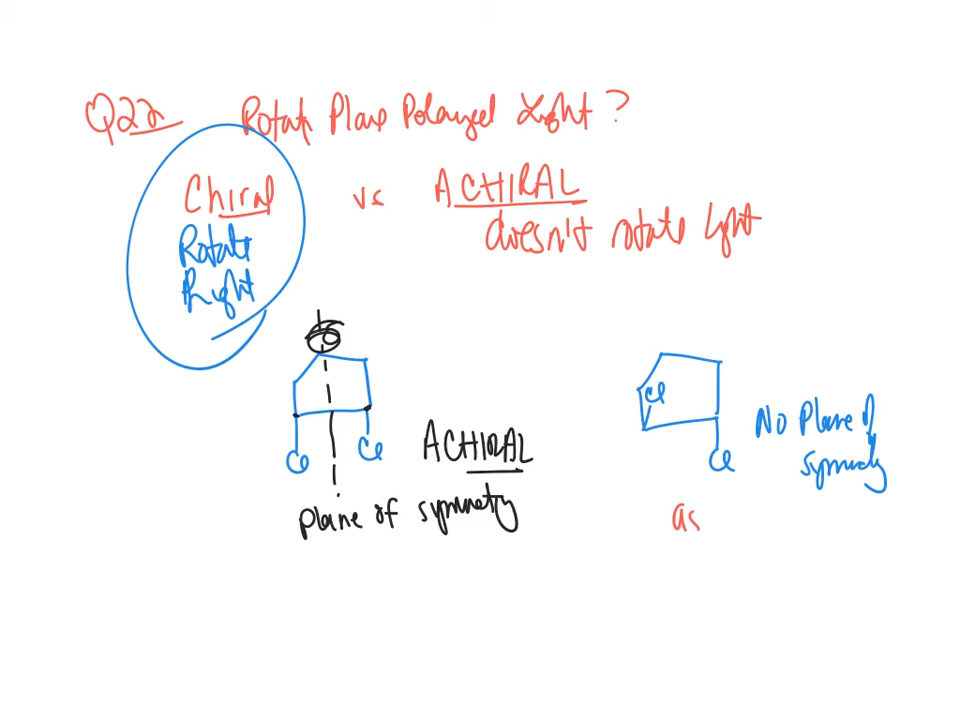 Q22 Rotate Plane Polarized Light ?
Chiral vs ACHIRAL
Rotate
Light
doesn't rotate light
Cl Cl
ACHIRAL
plane of symmetry
Cl
Cl
No Plane of
symmetry
as